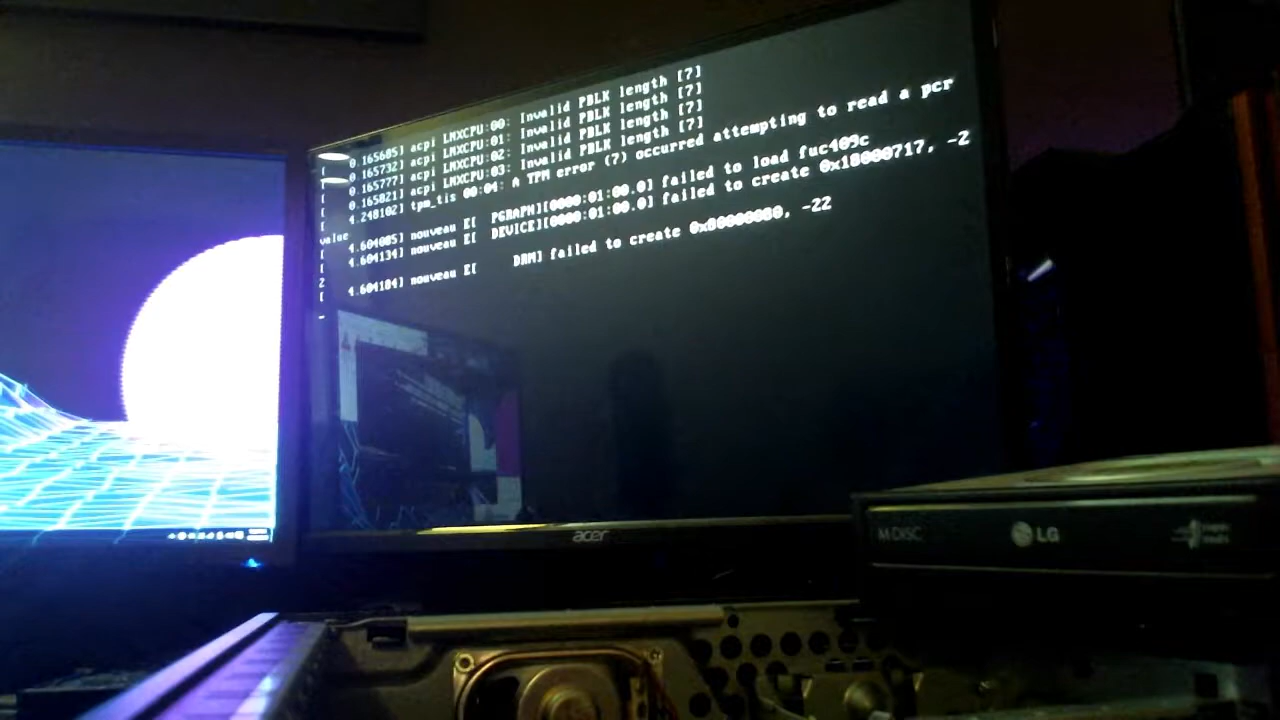 [ 0.165685] acpi LNXCPU:00: Invalid PBLK length [7]
[ 0.165732] acpi LNXCPU:01: Invalid PBLK length [7]
[ 0.165777] acpi LNXCPU:02: Invalid PBLK length [7]
[ 0.165821] acpi LNXCPU:03: Invalid PBLK length [7]
[ 4.248102] tpm_tis 00:04: A TPM error (7) occurred attempting to read a pcr
value
[ 4.604085] nouveau E[ PGRAPH][0000:01:00.0] failed to load fuc409c
[ 4.604134] nouveau E[ DEVICE][0000:01:00.0] failed to create 0x18000717, -2
2
[ 4.604184] nouveau E[ DRM] failed to create 0x80000080, -22
_
acer
M DISC
LG